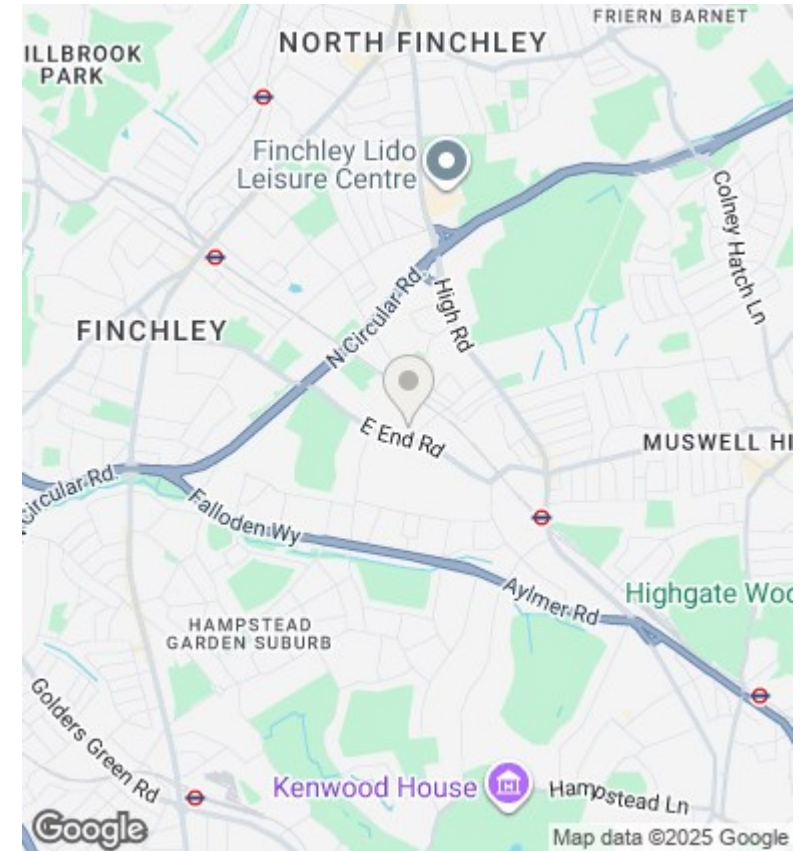 FRIERN BARNET
NORTH FINCHLEY
ILLBROOK
PARK
Finchley Lido
Leisure Centre
Colney Hatch Ln
High Rd
N Circular Rd.
FINCHLEY
E End Rd
MUSWELL HI
Circular Rd.
Falloden Wy
Aylmer Rd
Highgate Woo
HAMPSTEAD
GARDEN SUBURB
Golders Green Rd
Kenwood House
Hampstead Ln
Google
Map data ©2025 Google